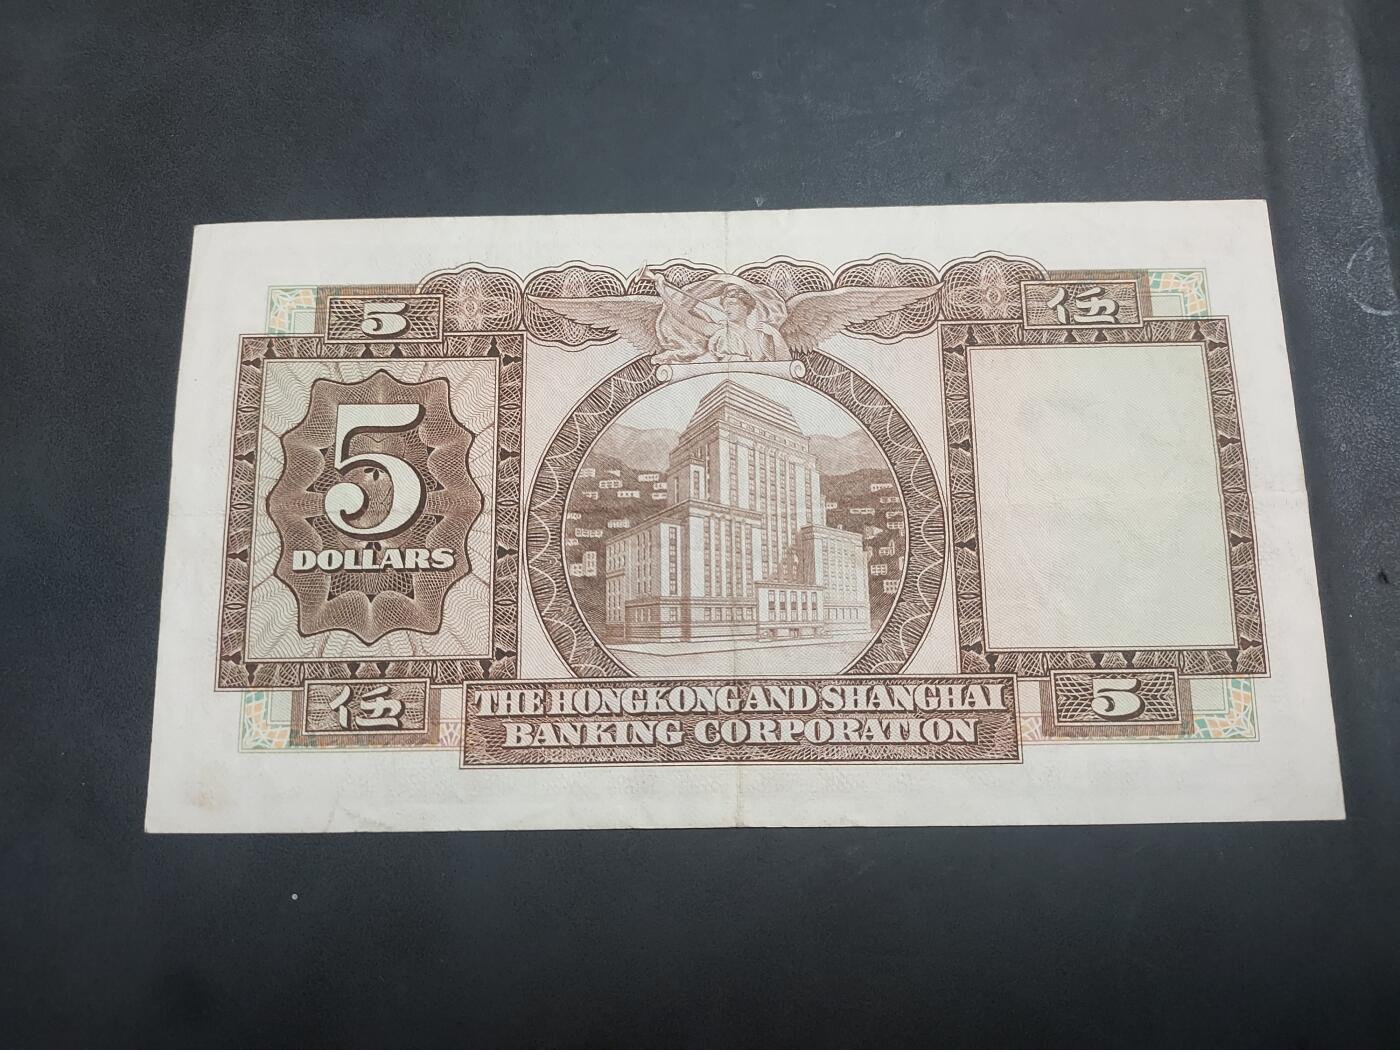 5
伍
5
DOLLARS
伍
5
THE HONGKONG AND SHANGHAI
BANKING CORPORATION